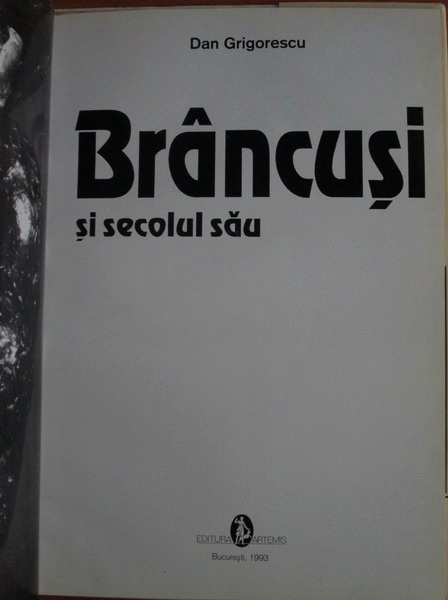 Dan Grigorescu
Brâncuși
și secolul său
EDITURA ARTEMIS
București, 1993